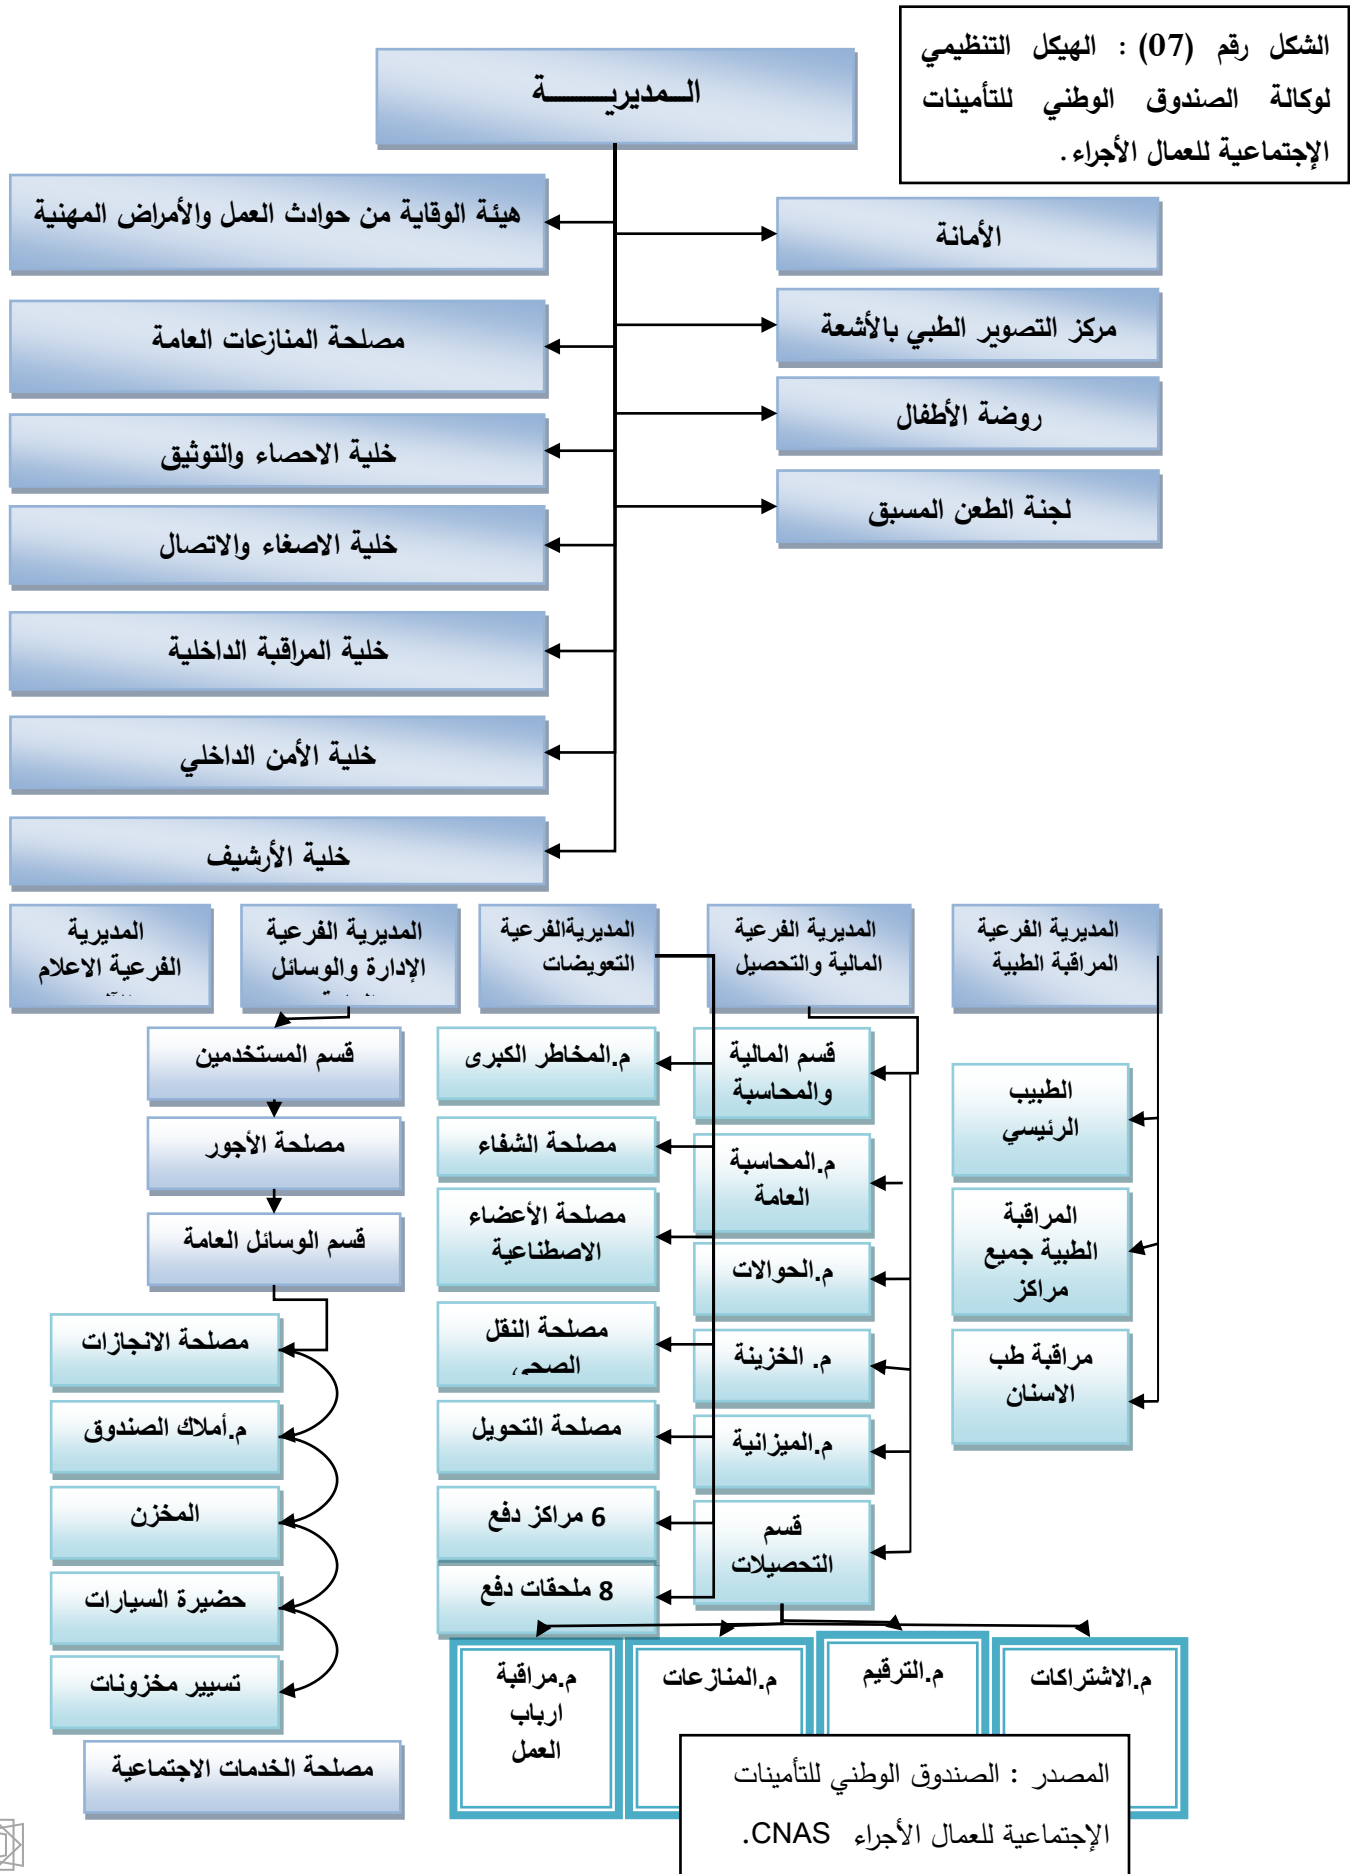 الشكل رقم (07) : الهيكل التنظيمي
لوكالة الصندوق الوطني للتأمينات
الإجتماعية للعمال الأجراء.
الـمديريــــــــة
الأمانة
هيئة الوقاية من حوادث العمل والأمراض المهنية
مركز التصوير الطبي بالأشعة
مصلحة المنازعات العامة
روضة الأطفال
خلية الاحصاء والتوثيق
لجنة الطعن المسبق
خلية الاصغاء والاتصال
خلية المراقبة الداخلية
خلية الأمن الداخلي
خلية الأرشيف
المديرية الفرعية
المراقبة الطبية
المديرية الفرعية
المالية والتحصيل
المديريةالفرعية
التعويضات
المديرية الفرعية
الإدارة والوسائل
المديرية
الفرعية الاعلام
الطبيب
الرئيسي
المراقبة
الطبية جميع
مراكز
مراقبة طب
الاسنان
قسم المالية
والمحاسبة
م.المحاسبة
العامة
م.الحوالات
م. الخزينة
م.الميزانية
قسم
التحصيلات
م.المخاطر الكبرى
مصلحة الشفاء
مصلحة الأعضاء
الاصطناعية
مصلحة النقل
الصحي
مصلحة التحويل
6 مراكز دفع
8 ملحقات دفع
قسم المستخدمين
مصلحة الأجور
قسم الوسائل العامة
مصلحة الانجازات
م.أملاك الصندوق
المخزن
حضيرة السيارات
تسيير مخزونات
مصلحة الخدمات الاجتماعية
م.الاشتراكات
م.الترقيم
م.المنازعات
م.مراقبة
ارباب
العمل
المصدر : الصندوق الوطني للتأمينات
الإجتماعية للعمال الأجراء CNAS.